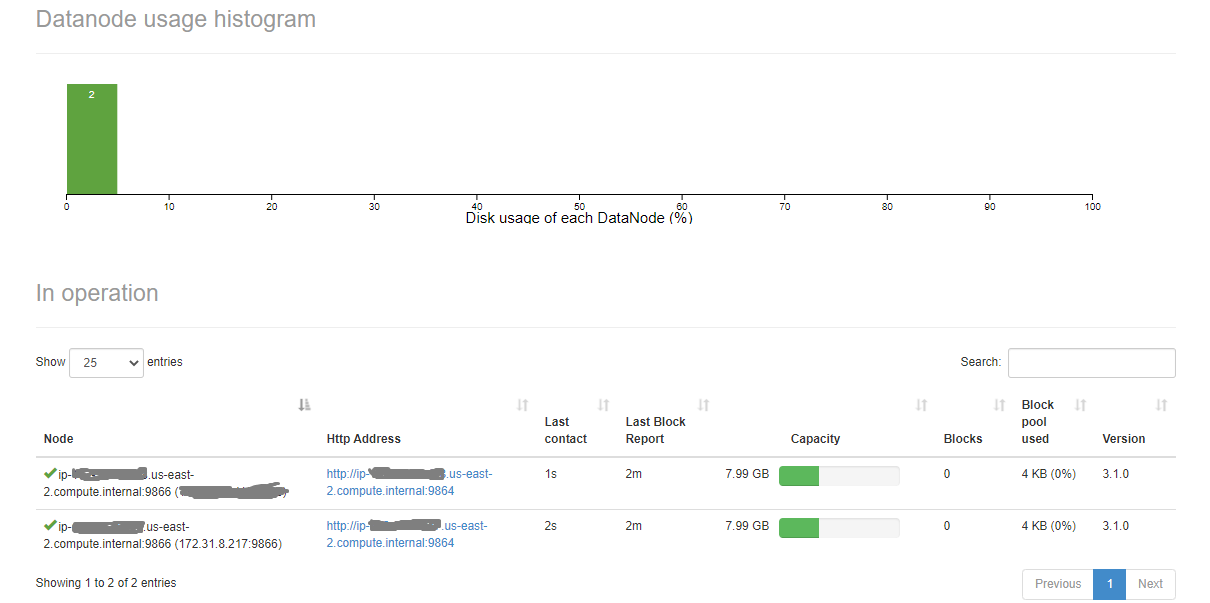 Datanode usage histogram
2
0 10 20 30 40 50 60 70 80 90 100
Disk usage of each DataNode (%)
In operation
Show 25 entries
Search:
Node Http Address Last contact Last Block Report Capacity Blocks Block pool used Version
ip- .us-east- http://ip- .us-east- 1s 2m 7.99 GB 0 4 KB (0%) 3.1.0
2.compute.internal:9866 ( 2.compute.internal:9864
ip- .us-east- http://ip- .us-east- 2s 2m 7.99 GB 0 4 KB (0%) 3.1.0
2.compute.internal:9866 (172.31.8.217:9866) 2.compute.internal:9864
Showing 1 to 2 of 2 entries
Previous 1 Next